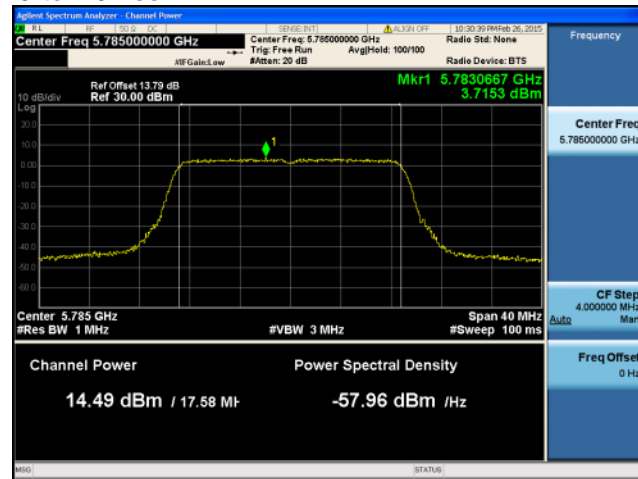 Agilent Spectrum Analyzer - Channel Power
RL RF 50 Ω DC SENSE:INT ALIGN OFF 10:30:39 PM Feb 26, 2015
Center Freq 5.785000000 GHz Center Freq: 5.785000000 GHz Radio Std: None Frequency
Trig: Free Run Avg|Hold: 100/100
#IFGain:Low #Atten: 20 dB Radio Device: BTS
Ref Offset 13.79 dB Mkr1 5.7830667 GHz
10 dB/div Ref 30.00 dBm 3.7153 dBm
Log
20.0
10.0
0.00
-10.0
-20.0
-30.0
-40.0
-50.0
-60.0
1
Center Freq
5.785000000 GHz
Center 5.785 GHz Span 40 MHz
#Res BW 1 MHz #VBW 3 MHz #Sweep 100 ms
CF Step
4.000000 MHz
Auto Man
Channel Power Power Spectral Density
14.49 dBm / 17.58 MH -57.96 dBm /Hz
Freq Offset
0 Hz
MSG STATUS